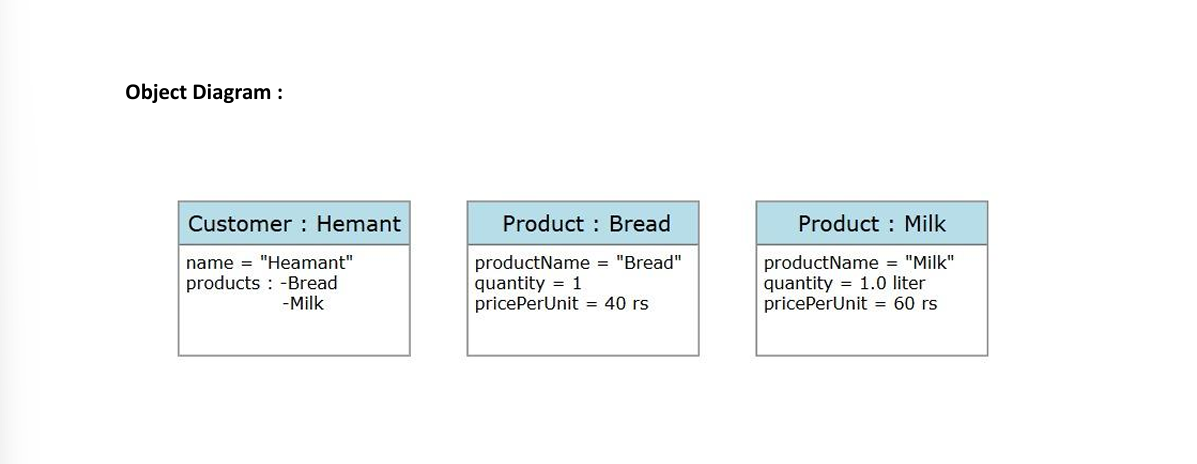 Object Diagram :
Customer : Hemant
name = "Heamant"
products : -Bread
-Milk
Product : Bread
productName = "Bread"
quantity = 1
pricePerUnit = 40 rs
Product : Milk
productName = "Milk"
quantity = 1.0 liter
pricePerUnit = 60 rs